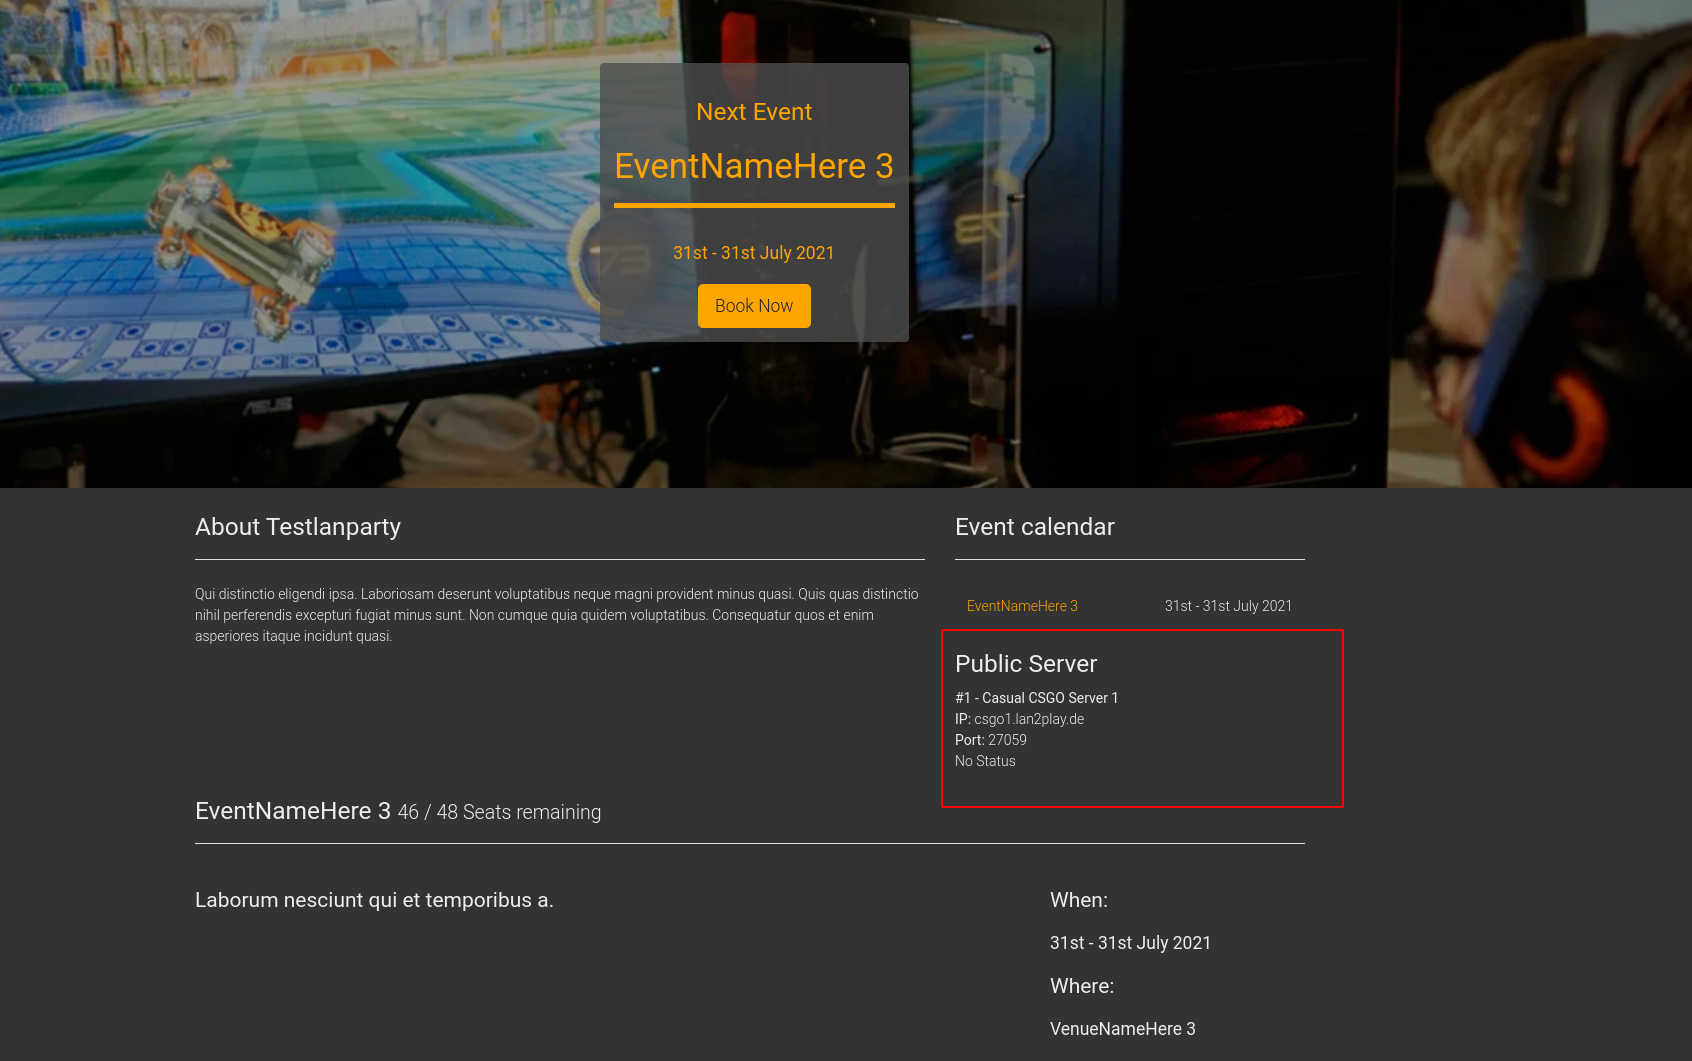 Next Event
EventNameHere 3
31st - 31st July 2021
Book Now
73
ASUS
About Testlanparty
Qui distinctio eligendi ipsa. Laboriosam deserunt voluptatibus neque magni provident minus quasi. Quis quas distinctio
nihil perferendis excepturi fugiat minus sunt. Non cumque quia quidem voluptatibus. Consequatur quos et enim
asperiores itaque incidunt quasi.
Event calendar
EventNameHere 3 31st - 31st July 2021
Public Server
#1 - Casual CSGO Server 1
IP: csgo1.lan2play.de
Port: 27059
No Status
EventNameHere 3 46 / 48 Seats remaining
Laborum nesciunt qui et temporibus a.
When:
31st - 31st July 2021
Where:
VenueNameHere 3